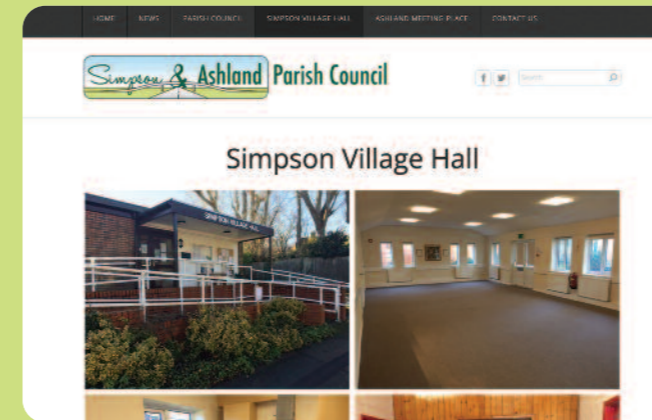 HOME NEWS PARISH COUNCIL SIMPSON VILLAGE HALL ASHLAND MEETING PLACE CONTACT US
Simpson & Ashland Parish Council
f Search
Simpson Village Hall
SIMPSON VILLAGE HALL